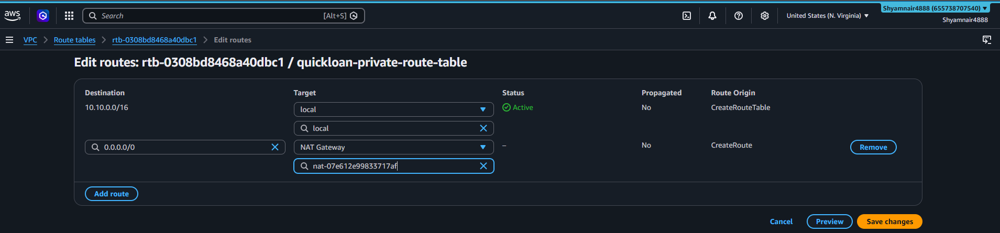 aws
Search [Alt+S]
United States (N. Virginia)
Shyamnair4888 (655738707540)
Shyamnair4888
VPC Route tables rtb-0308bd8468a40dbc1 Edit routes
Edit routes: rtb-0308bd8468a40dbc1 / quickloan-private-route-table
Destination Target Status Propagated Route Origin
10.10.0.0/16 local Active No CreateRouteTable
local
0.0.0.0/0 NAT Gateway – No CreateRoute Remove
nat-07e612e99833717af
Add route
Cancel Preview Save changes